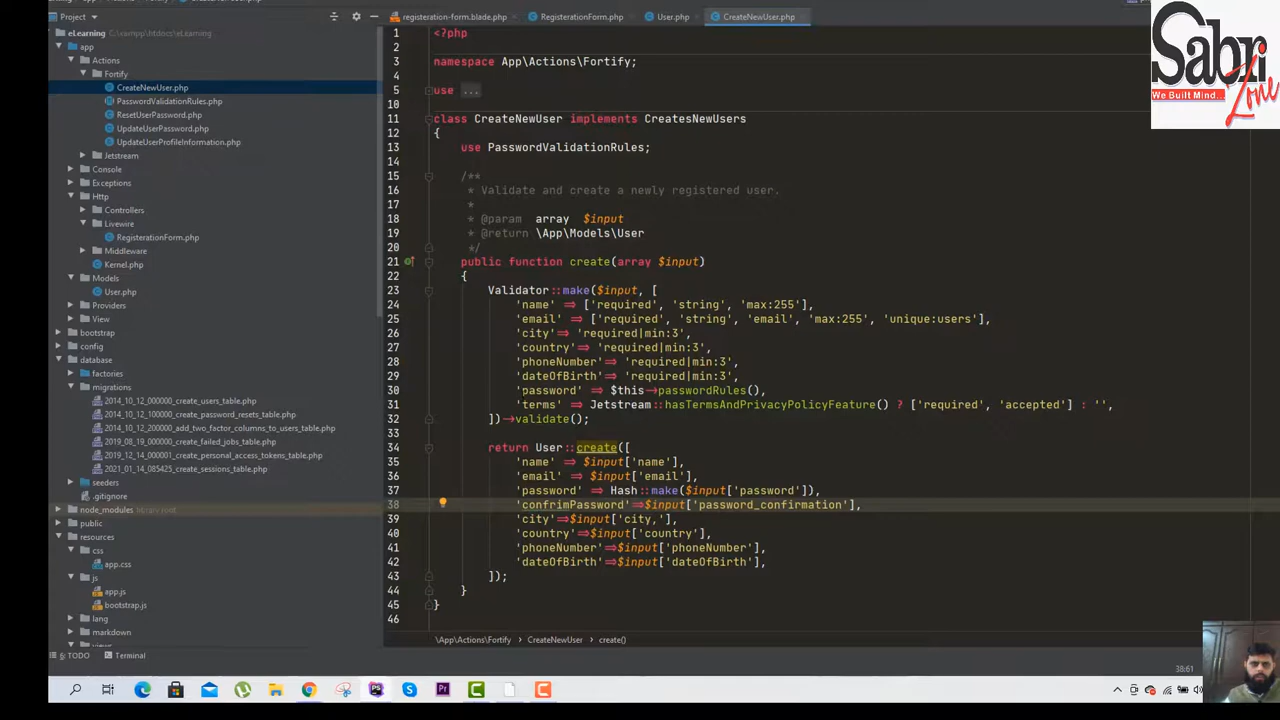 Project
registeration-form.blade.php
RegisterationForm.php
User.php
CreateNewUser.php
eLearning C:\xampp\htdocs\eLearning
app
Actions
Fortify
CreateNewUser.php
PasswordValidationRules.php
ResetUserPassword.php
UpdateUserPassword.php
UpdateUserProfileInformation.php
Jetstream
Console
Exceptions
Http
Controllers
Livewire
RegisterationForm.php
Middleware
Kernel.php
Models
User.php
Providers
View
bootstrap
config
database
factories
migrations
2014_10_12_000000_create_users_table.php
2014_10_12_100000_create_password_resets_table.php
2014_10_12_200000_add_two_factor_columns_to_users_table.php
2019_08_19_000000_create_failed_jobs_table.php
2019_12_14_000001_create_personal_access_tokens_table.php
2021_01_14_085425_create_sessions_table.php
seeders
.gitignore
node_modules library root
public
resources
css
app.css
js
app.js
bootstrap.js
lang
markdown
views
1 <?php
2
3 namespace App\Actions\Fortify;
4
5 use ...
10
11 class CreateNewUser implements CreatesNewUsers
12 {
13 use PasswordValidationRules;
14
15 /**
16 * Validate and create a newly registered user.
17 *
18 * @param array $input
19 * @return \App\Models\User
20 */
21 public function create(array $input)
22 {
23 Validator::make($input, [
24 'name' => ['required', 'string', 'max:255'],
25 'email' => ['required', 'string', 'email', 'max:255', 'unique:users'],
26 'city'=> 'required|min:3',
27 'country'=> 'required|min:3',
28 'phoneNumber'=> 'required|min:3',
29 'dateOfBirth'=> 'required|min:3',
30 'password' => $this->passwordRules(),
31 'terms' => Jetstream::hasTermsAndPrivacyPolicyFeature() ? ['required', 'accepted'] : '',
32 ])->validate();
33
34 return User::create([
35 'name' => $input['name'],
36 'email' => $input['email'],
37 'password' => Hash::make($input['password']),
38 'confrimPassword'=>$input['password_confirmation'],
39 'city'=>$input['city,'],
40 'country'=>$input['country'],
41 'phoneNumber'=>$input['phoneNumber'],
42 'dateOfBirth'=>$input['dateOfBirth'],
43 ]);
44 }
45 }
46
\App\Actions\Fortify › CreateNewUser › create()
6: TODO Terminal
38:61
Sabri
Zone
We Built Mind...